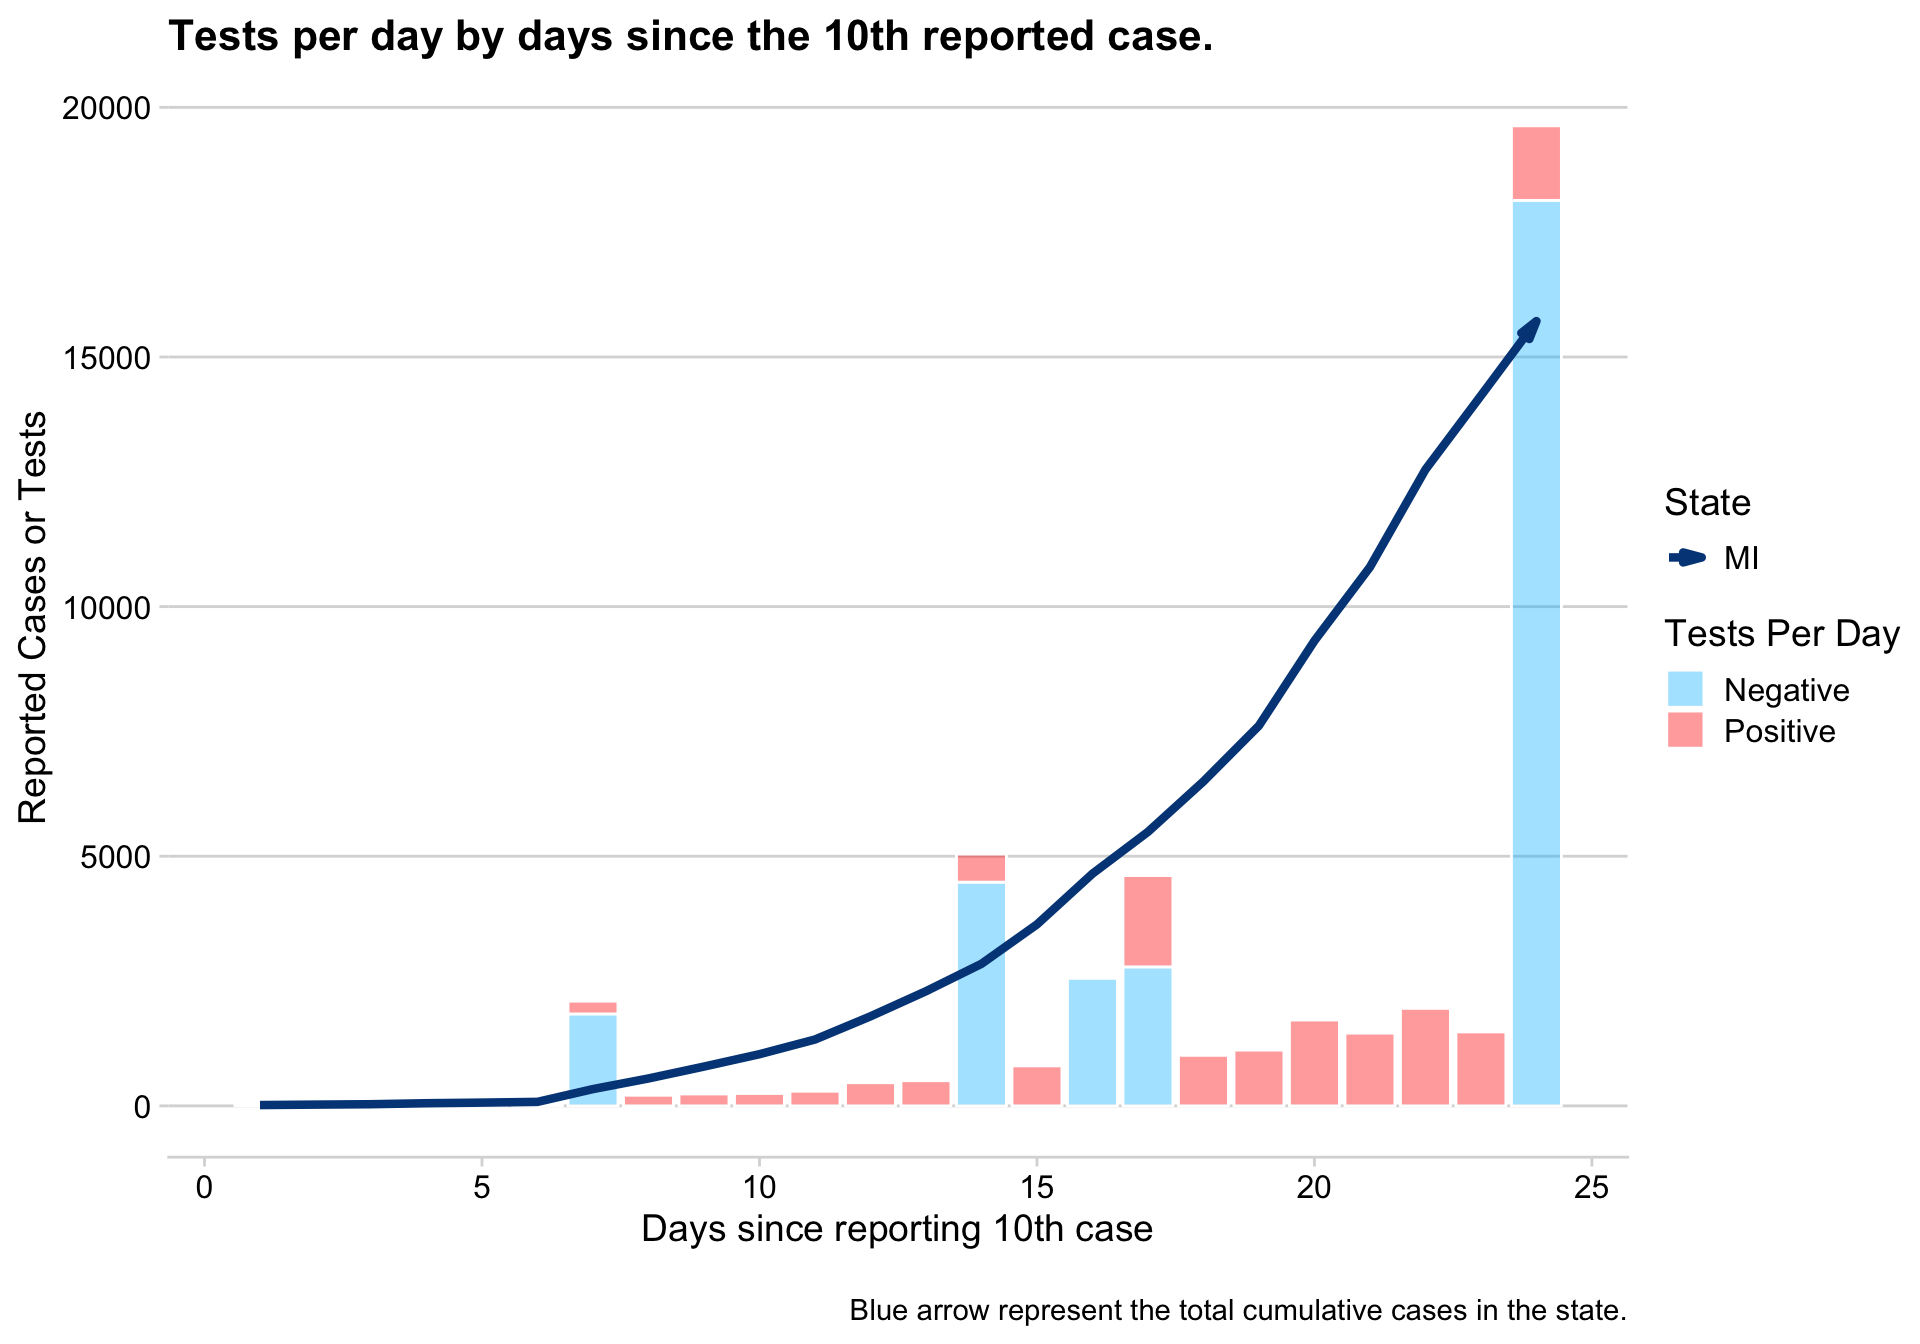 Tests per day by days since the 10th reported case.
20000
15000
10000
5000
0
Reported Cases or Tests
0 5 10 15 20 25
Days since reporting 10th case
State
MI
Tests Per Day
Negative
Positive
Blue arrow represent the total cumulative cases in the state.